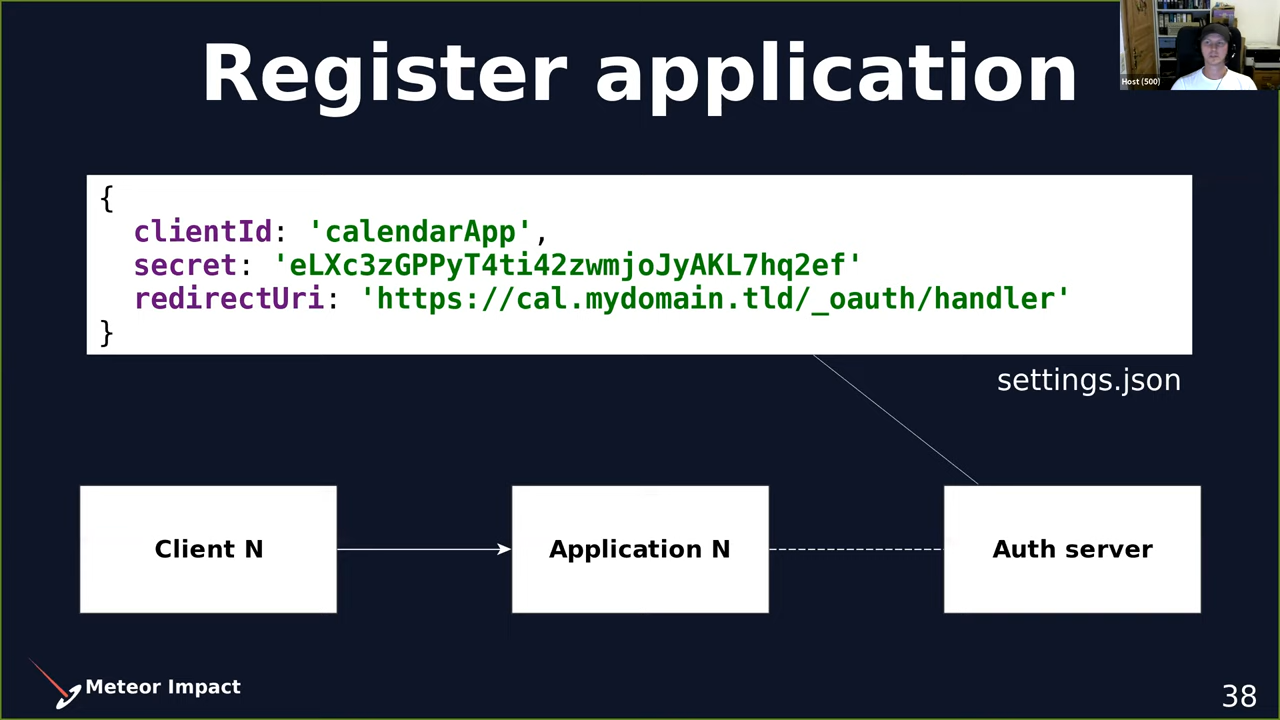 Register application
Host (500)
{
clientId: 'calendarApp',
secret: 'eLXc3zGPPyT4ti42zwmjoJyAKL7hq2ef'
redirectUri: 'https://cal.mydomain.tld/_oauth/handler'
}
settings.json
Client N
Application N
Auth server
Meteor Impact
38